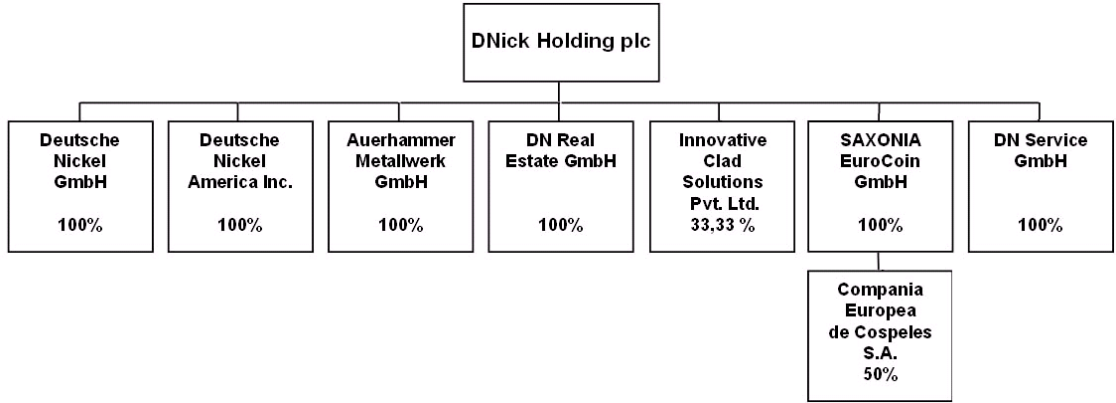 DNick Holding plc
Deutsche
Nickel
GmbH
100%
Deutsche
Nickel
America Inc.
100%
Auerhammer
Metallwerk
GmbH
100%
DN Real
Estate GmbH
100%
Innovative
Clad
Solutions
Pvt. Ltd.
33,33 %
SAXONIA
EuroCoin
GmbH
100%
DN Service
GmbH
100%
Compania
Europea
de Cospeles
S.A.
50%